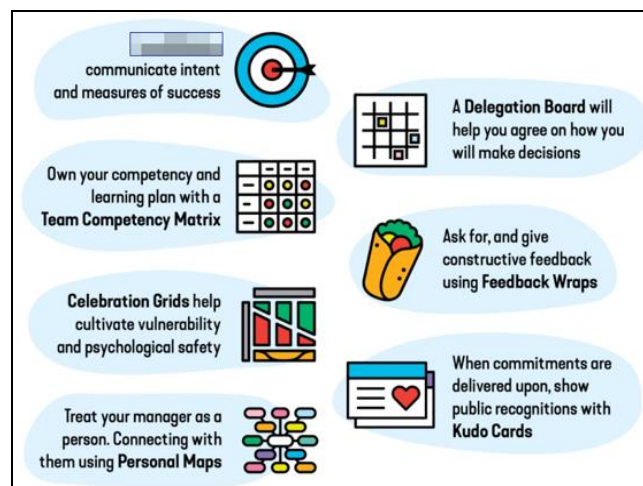 communicate intent
and measures of success
A Delegation Board will
help you agree on how you
will make decisions
Own your competency and
learning plan with a
Team Competency Matrix
Ask for, and give
constructive feedback
using Feedback Wraps
Celebration Grids help
cultivate vulnerability
and psychological safety
When commitments are
delivered upon, show
public recognitions with
Kudo Cards
Treat your manager as a
person. Connecting with
them using Personal Maps